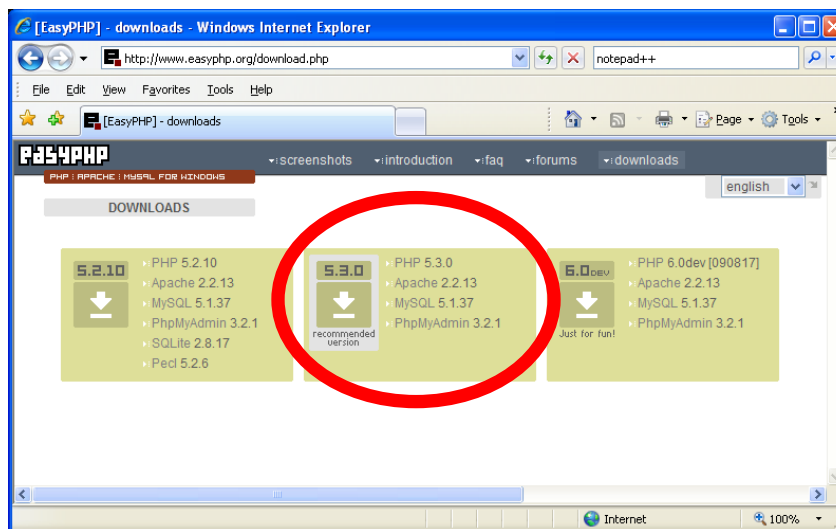 [EasyPHP] - downloads - Windows Internet Explorer
http://www.easyphp.org/download.php
notepad++
File Edit View Favorites Tools Help
[EasyPHP] - downloads
Page Tools
easyPHP
screenshots introduction faq forums downloads
PHP : APACHE : MYSQL FOR WINDOWS
english
DOWNLOADS
5.2.10
PHP 5.2.10
Apache 2.2.13
MySQL 5.1.37
PhpMyAdmin 3.2.1
SQLite 2.8.17
Pecl 5.2.6
5.3.0
recommended
version
PHP 5.3.0
Apache 2.2.13
MySQL 5.1.37
PhpMyAdmin 3.2.1
6.0DEV
Just for fun!
PHP 6.0dev [090817]
Apache 2.2.13
MySQL 5.1.37
PhpMyAdmin 3.2.1
Internet 100%